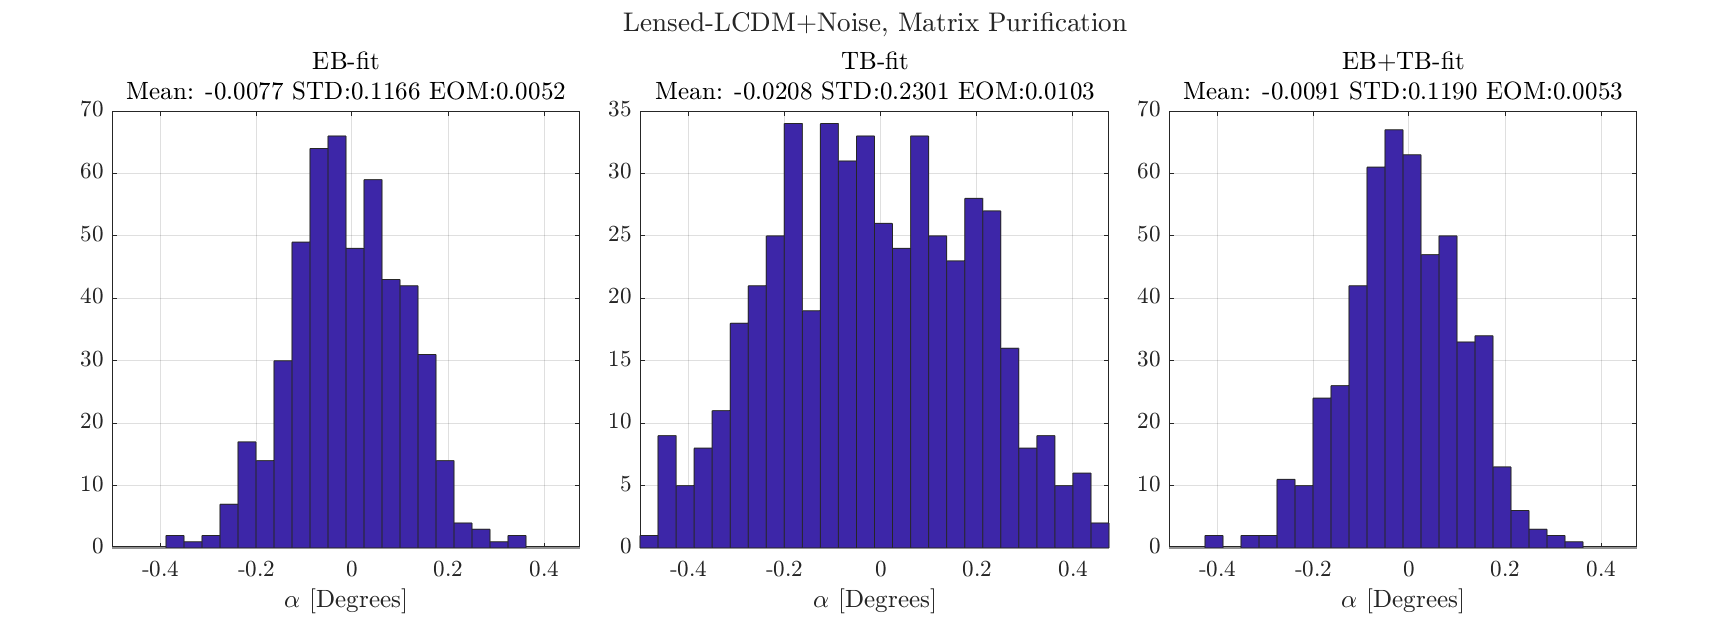 Lensed-LCDM+Noise, Matrix Purification
EB-fit
Mean: -0.0077 STD:0.1166 EOM:0.0052
70
60
50
40
30
20
10
0
-0.4 -0.2 0 0.2 0.4
α [Degrees]
TB-fit
Mean: -0.0208 STD:0.2301 EOM:0.0103
35
30
25
20
15
10
5
0
-0.4 -0.2 0 0.2 0.4
α [Degrees]
EB+TB-fit
Mean: -0.0091 STD:0.1190 EOM:0.0053
70
60
50
40
30
20
10
0
-0.4 -0.2 0 0.2 0.4
α [Degrees]